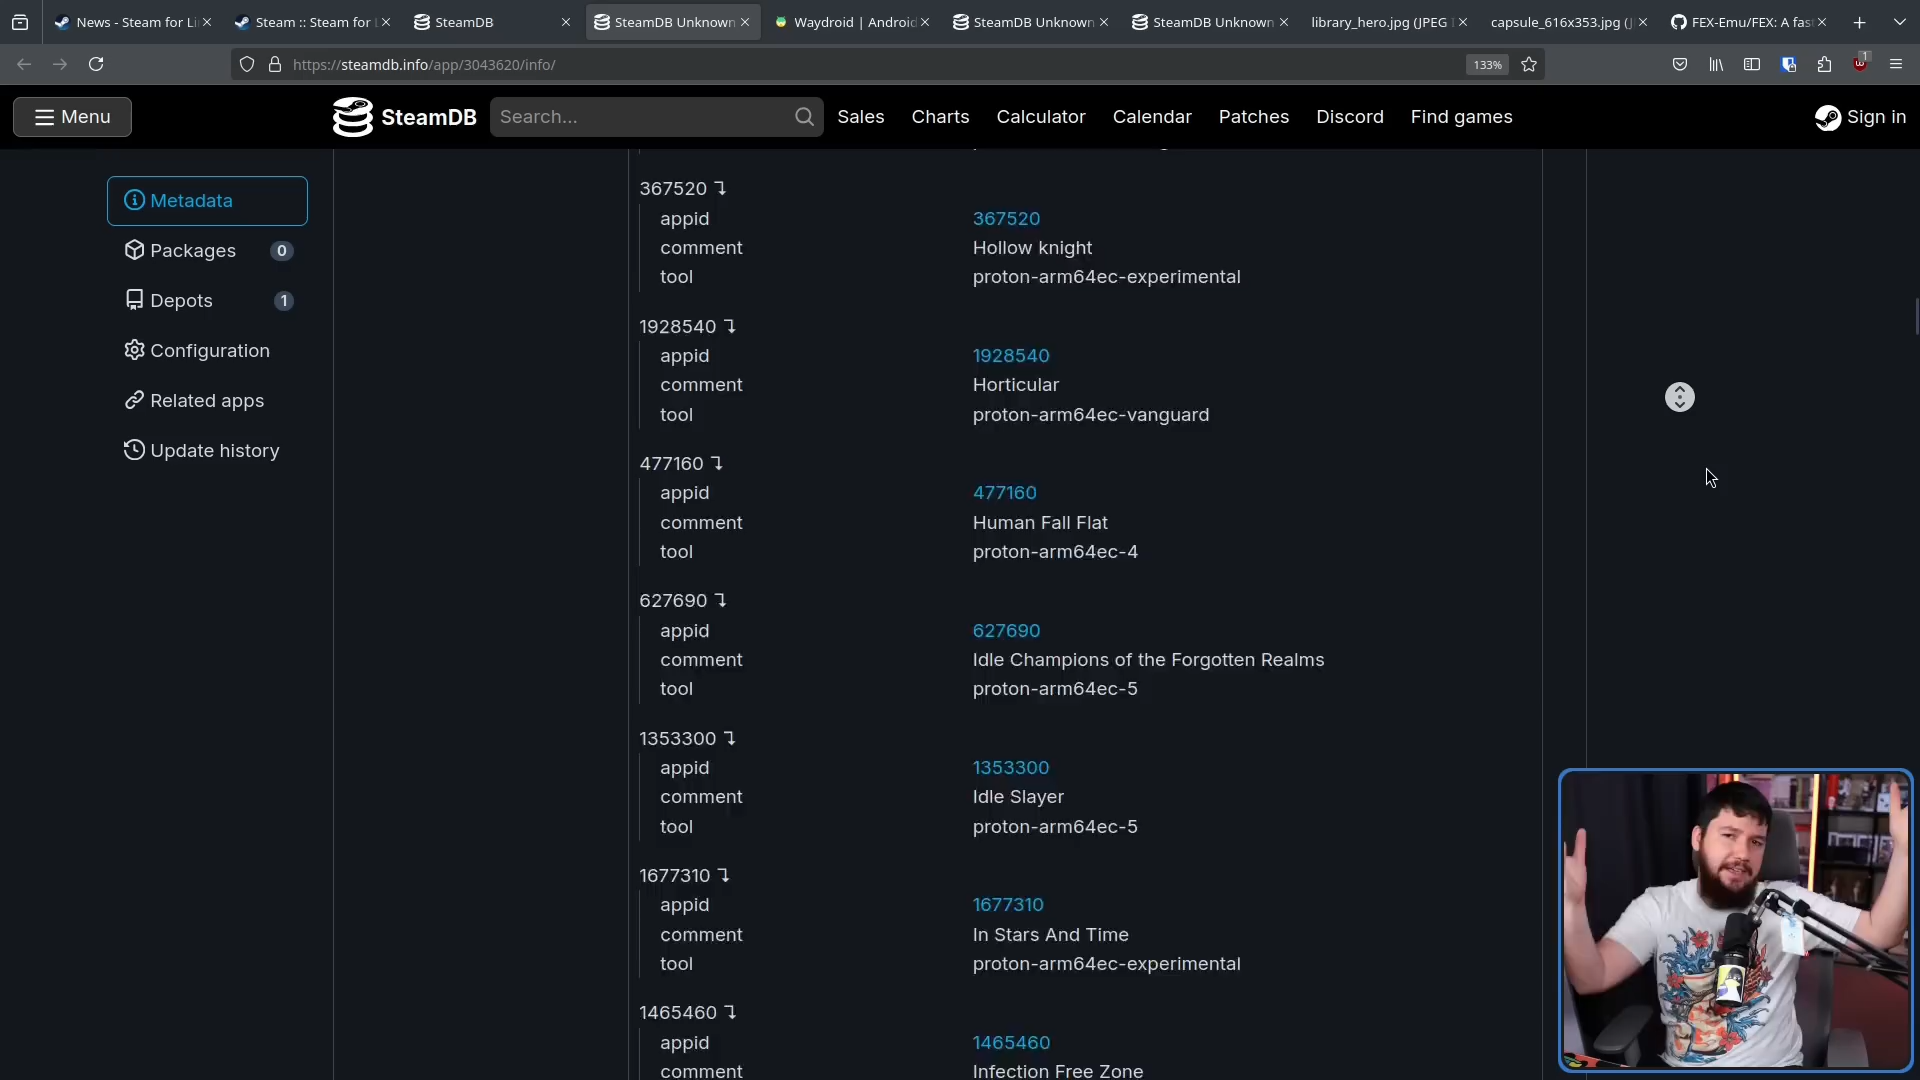 News - Steam for Li
Steam :: Steam for L
SteamDB
SteamDB Unknown
Waydroid | Android
SteamDB Unknown
SteamDB Unknown
library_hero.jpg (JPEG I
capsule_616x353.jpg (J
FEX-Emu/FEX: A fas
https://steamdb.info/app/3043620/info/
133%
1
Menu
SteamDB
Search...
Sales
Charts
Calculator
Calendar
Patches
Discord
Find games
Sign in
Metadata
Packages 0
Depots 1
Configuration
Related apps
Update history
367520
appid 367520
comment Hollow knight
tool proton-arm64ec-experimental
1928540
appid 1928540
comment Horticular
tool proton-arm64ec-vanguard
477160
appid 477160
comment Human Fall Flat
tool proton-arm64ec-4
627690
appid 627690
comment Idle Champions of the Forgotten Realms
tool proton-arm64ec-5
1353300
appid 1353300
comment Idle Slayer
tool proton-arm64ec-5
1677310
appid 1677310
comment In Stars And Time
tool proton-arm64ec-experimental
1465460
appid 1465460
comment Infection Free Zone